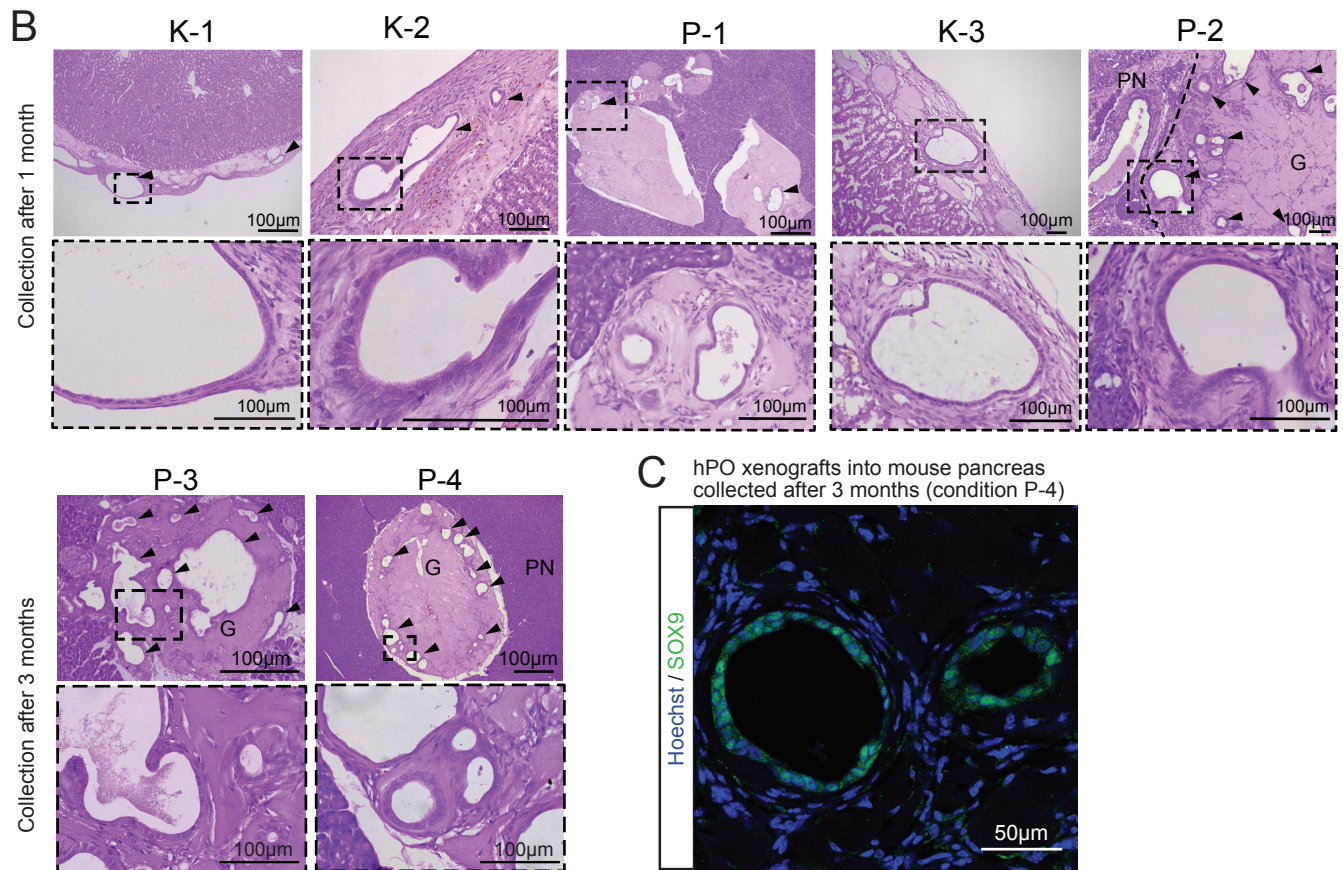 B
K-1
K-2
P-1
K-3
P-2
Collection after 1 month
100µm
100µm
100µm
100µm
PN
G
100µm
100µm
100µm
100µm
100µm
100µm
P-3
P-4
Collection after 3 months
G
100µm
G
PN
100µm
100µm
100µm
C
hPO xenografts into mouse pancreas
collected after 3 months (condition P-4)
Hoechst / SOX9
50µm